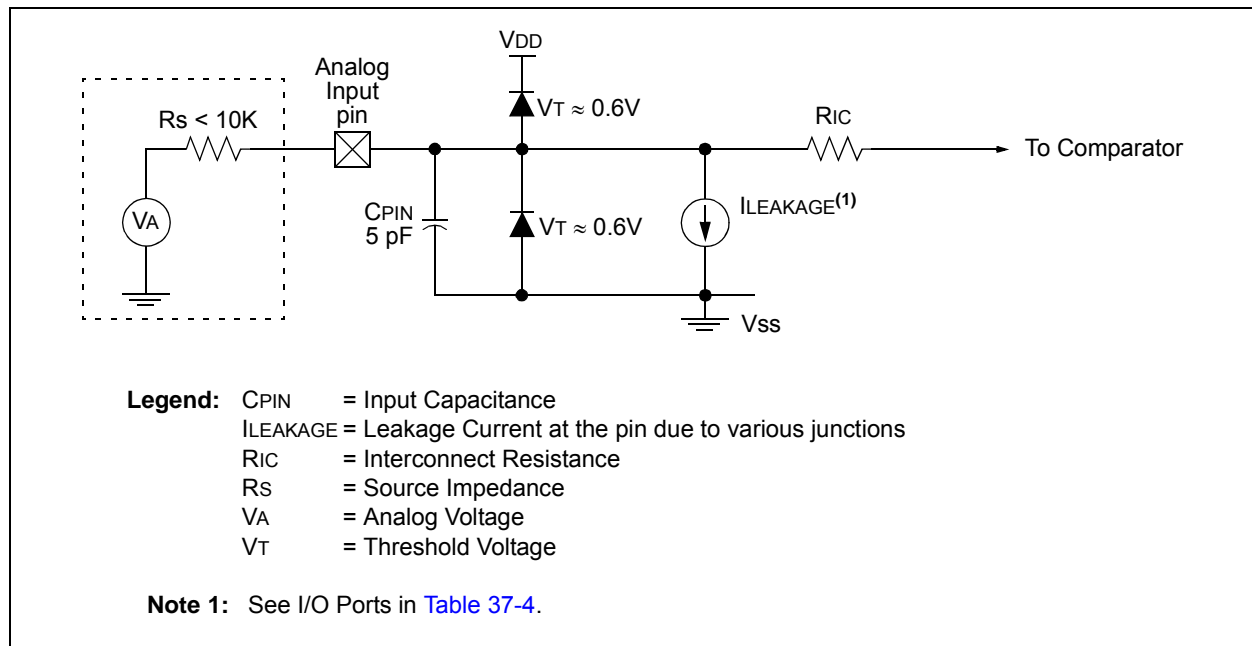 VDD
Analog
Input
pin
Rs < 10K
VT ≈ 0.6V
RIC
To Comparator
VA
CPIN
5 pF
VT ≈ 0.6V
ILEAKAGE(1)
Vss
Legend: CPIN = Input Capacitance
ILEAKAGE = Leakage Current at the pin due to various junctions
RIC = Interconnect Resistance
RS = Source Impedance
VA = Analog Voltage
VT = Threshold Voltage
Note 1: See I/O Ports in Table 37-4.